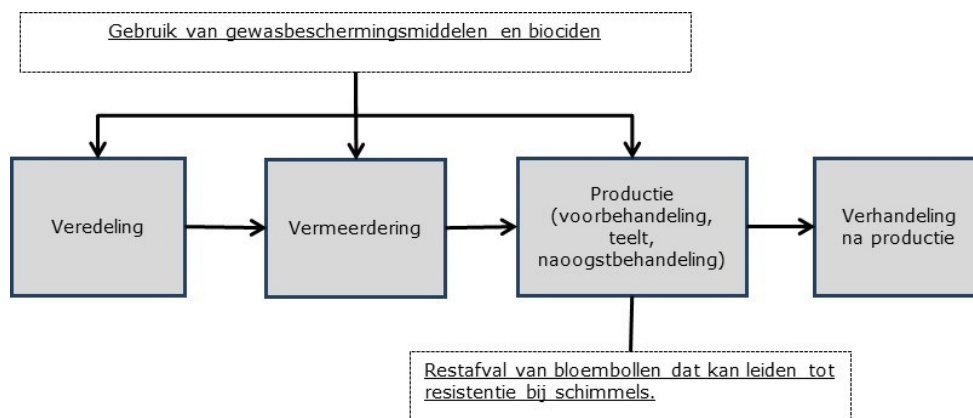 Gebruik van gewasbeschermingsmiddelen en biociden
Veredeling
Vermeerdering
Productie
(voorbehandeling,
teelt,
naoogstbehandeling)
Verhandeling
na productie
Restafval van bloembollen dat kan leiden tot
resistentie bij schimmels.